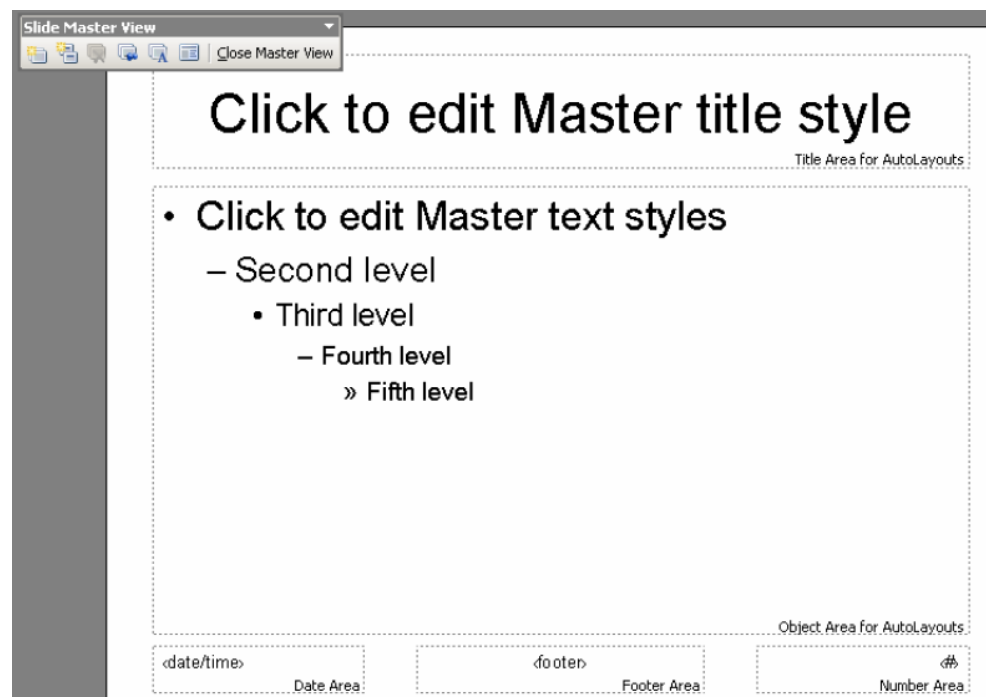 Slide Master View
Close Master View
Click to edit Master title style
Title Area for AutoLayouts
• Click to edit Master text styles
– Second level
• Third level
– Fourth level
» Fifth level
Object Area for AutoLayouts
<date/time>
Date Area
<footer>
Footer Area
<#>
Number Area